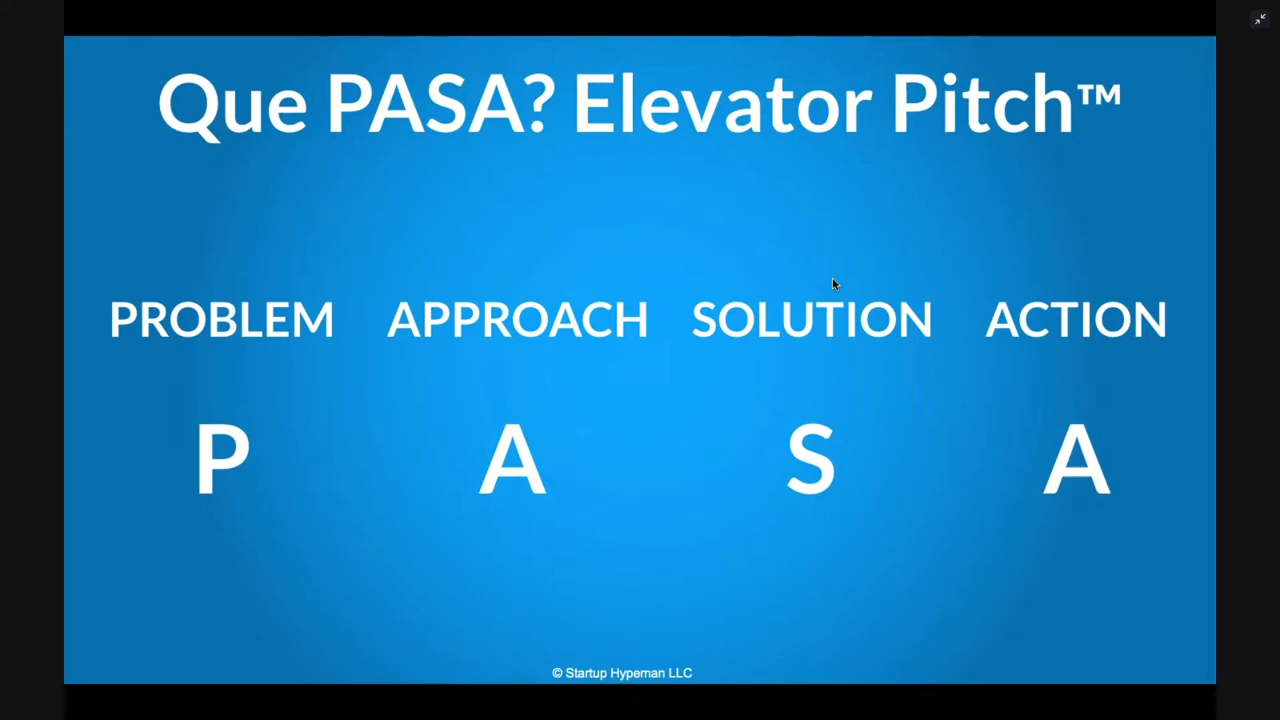 Que PASA? Elevator Pitch™
PROBLEM APPROACH SOLUTION ACTION
P A S A
© Startup Hypeman LLC